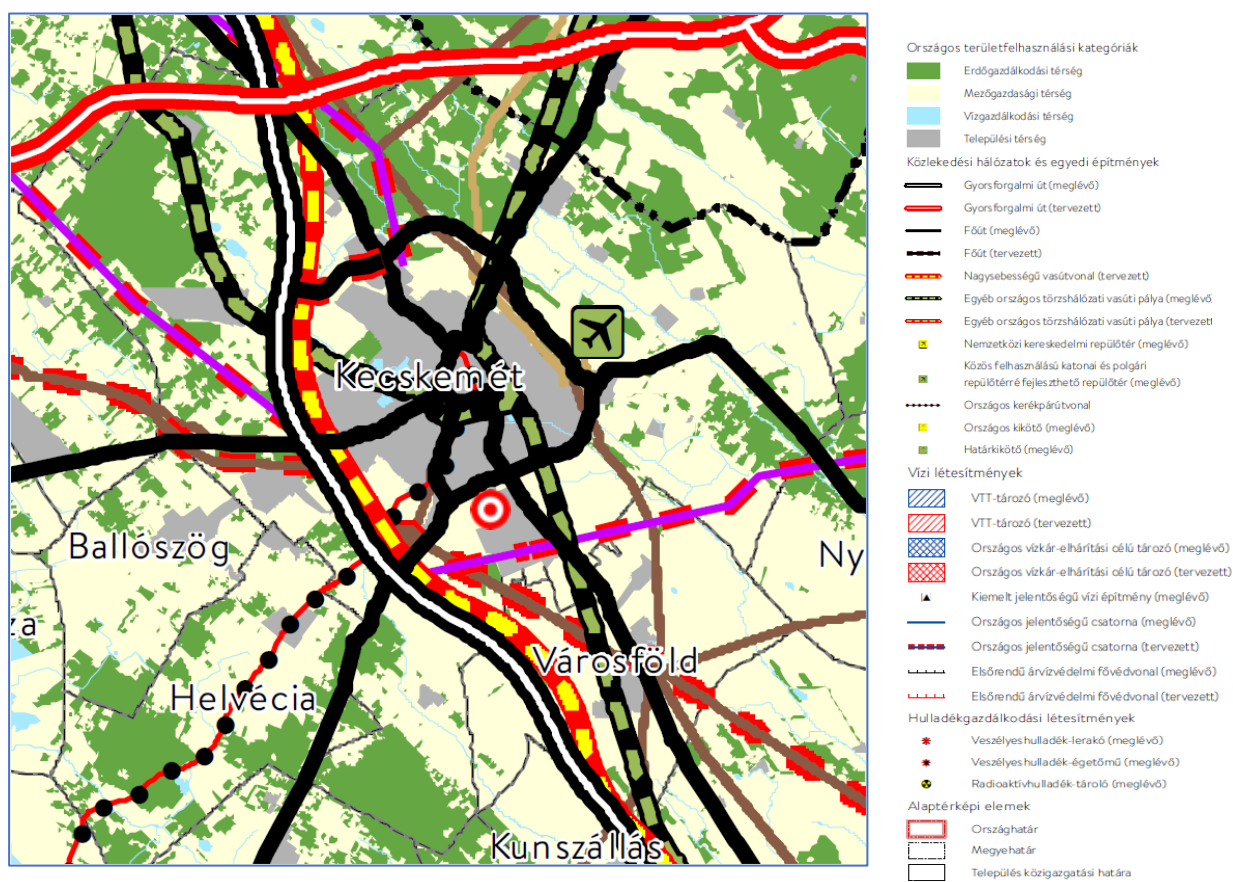 Kecskemét
Ballószög
Ny
za
Városföld
Helvécia
Kunszállás
Országos területfelhasználási kategóriák
Erdőgazdálkodási térség
Mezőgazdasági térség
Vízgazdálkodási térség
Települési térség
Közlekedési hálózatok és egyedi építmények
Gyorsforgalmi út (meglévő)
Gyorsforgalmi út (tervezett)
Főút (meglévő)
Főút (tervezett)
Nagysebességű vasútvonal (tervezett)
Egyéb országos törzshálózati vasúti pálya (meglévő)
Egyéb országos törzshálózati vasúti pálya (tervezett
Nemzetközi kereskedelmi repülőtér (meglévő)
Közös felhasználású katonai és polgári
repülőtérré fejleszthető repülőtér (meglévő)
Országos kerékpárútvonal
Országos kikötő (meglévő)
Határkikötő (meglévő)
Vízi létesítmények
VTT-tározó (meglévő)
VTT-tározó (tervezett)
Országos vízkár-elhárítási célú tározó (meglévő)
Országos vízkár-elhárítási célú tározó (tervezett)
Kiemelt jelentőségű vízi építmény (meglévő)
Országos jelentőségű csatorna (meglévő)
Országos jelentőségű csatorna (tervezett)
Elsőrendű árvízvédelmi fővédvonal (meglévő)
Elsőrendű árvízvédelmi fővédvonal (tervezett)
Hulladékgazdálkodási létesítmények
Veszélyeshulladék-lerakó (meglévő)
Veszélyeshulladék-égetőmű (meglévő)
Radioaktívhulladék-tároló (meglévő)
Alaptérképi elemek
Országhatár
Megyehatár
Település közigazgatási határa